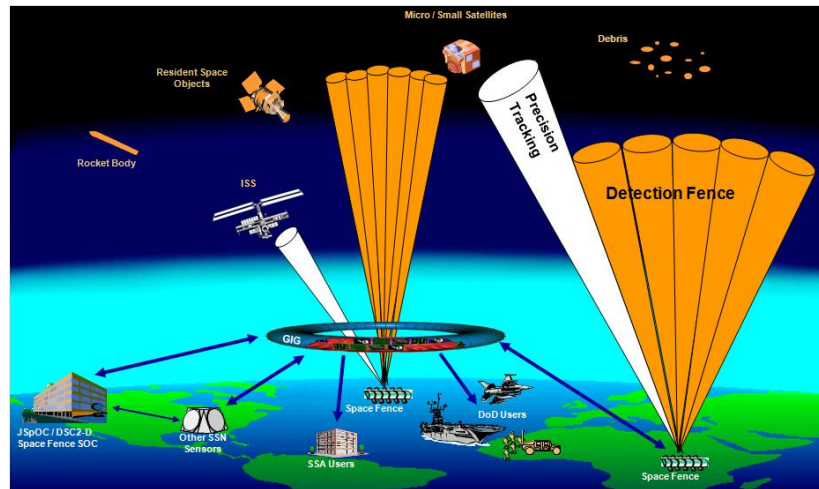 Micro / Small Satellites
Debris
Resident Space
Objects
Rocket Body
ISS
Precision
Tracking
Detection Fence
GIG
JSpOC / DSC2-D
Space Fence SOC
Other SSN
Sensors
SSA Users
Space Fence
DoD Users
Space Fence